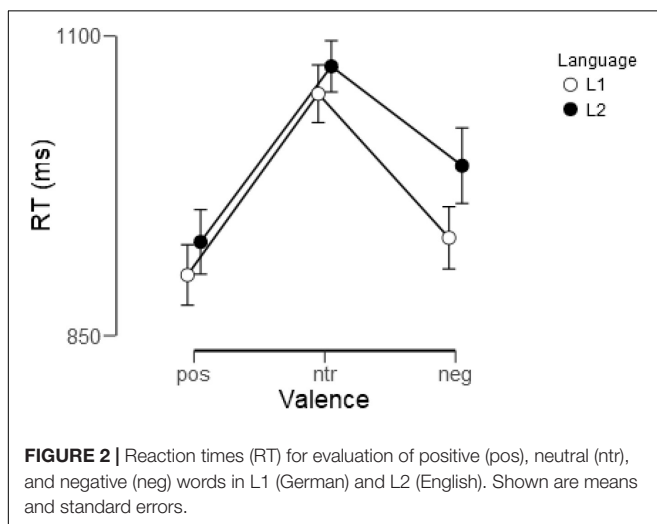 1100
Language
L1
L2
RT (ms)
850
pos ntr neg
Valence
FIGURE 2 | Reaction times (RT) for evaluation of positive (pos), neutral (ntr),
and negative (neg) words in L1 (German) and L2 (English). Shown are means
and standard errors.